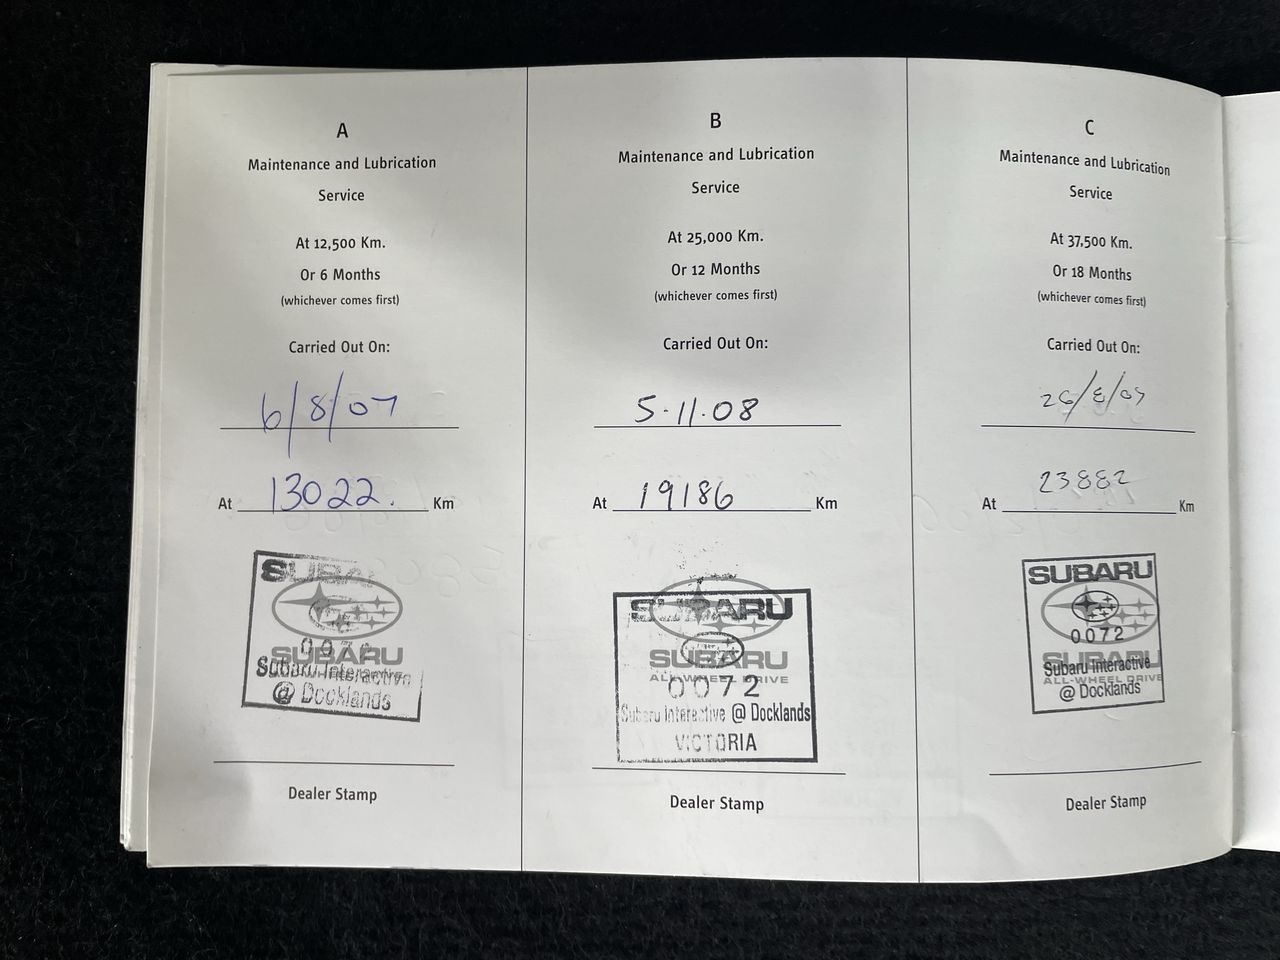 A
Maintenance and Lubrication
Service
At 12,500 Km.
Or 6 Months
(whichever comes first)
Carried Out On:
6/8/07
At 13022. Km
SUBARU
SUBARU
Subaru Interactive
@ Docklands
Dealer Stamp
B
Maintenance and Lubrication
Service
At 25,000 Km.
Or 12 Months
(whichever comes first)
Carried Out On:
5.11.08
At 19186 Km
SUBARU
SUBARU
ALL-WHEEL DRIVE
0072
Subaru Interactive @ Docklands
VICTORIA
Dealer Stamp
C
Maintenance and Lubrication
Service
At 37,500 Km.
Or 18 Months
(whichever comes first)
Carried Out On:
At 23882 Km
SUBARU
0072
SUBARU
Subaru Interactive
ALL-WHEEL DRIVE
@ Docklands
Dealer Stamp